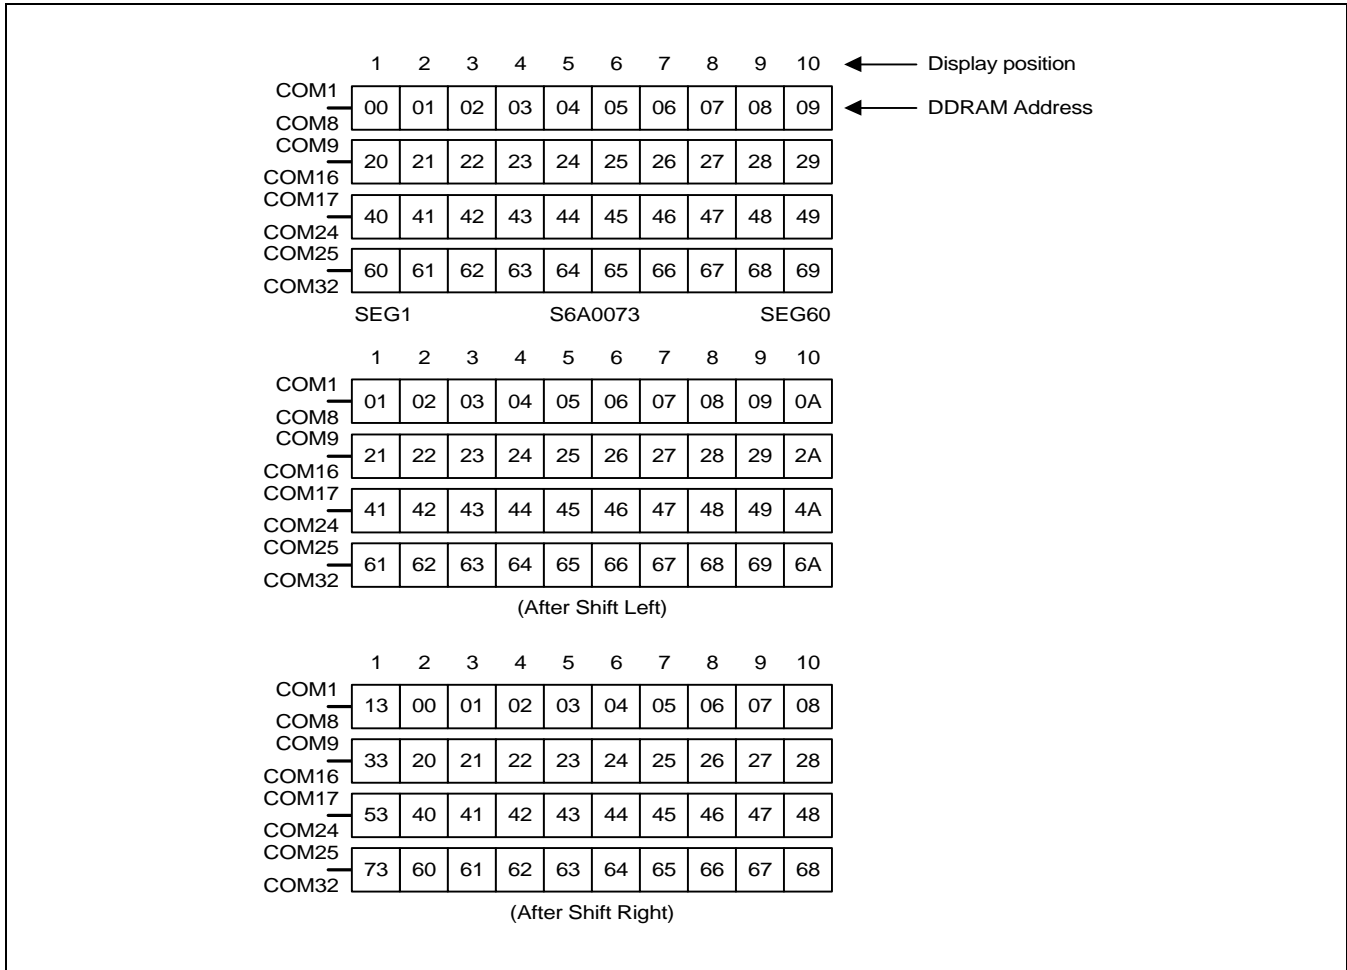 1 2 3 4 5 6 7 8 9 10 Display position
COM1
COM8
00 01 02 03 04 05 06 07 08 09 DDRAM Address
COM9
COM16
20 21 22 23 24 25 26 27 28 29
COM17
COM24
40 41 42 43 44 45 46 47 48 49
COM25
COM32
60 61 62 63 64 65 66 67 68 69
SEG1 S6A0073 SEG60
1 2 3 4 5 6 7 8 9 10
COM1
COM8
01 02 03 04 05 06 07 08 09 0A
COM9
COM16
21 22 23 24 25 26 27 28 29 2A
COM17
COM24
41 42 43 44 45 46 47 48 49 4A
COM25
COM32
61 62 63 64 65 66 67 68 69 6A
(After Shift Left)
1 2 3 4 5 6 7 8 9 10
COM1
COM8
13 00 01 02 03 04 05 06 07 08
COM9
COM16
33 20 21 22 23 24 25 26 27 28
COM17
COM24
53 40 41 42 43 44 45 46 47 48
COM25
COM32
73 60 61 62 63 64 65 66 67 68
(After Shift Right)